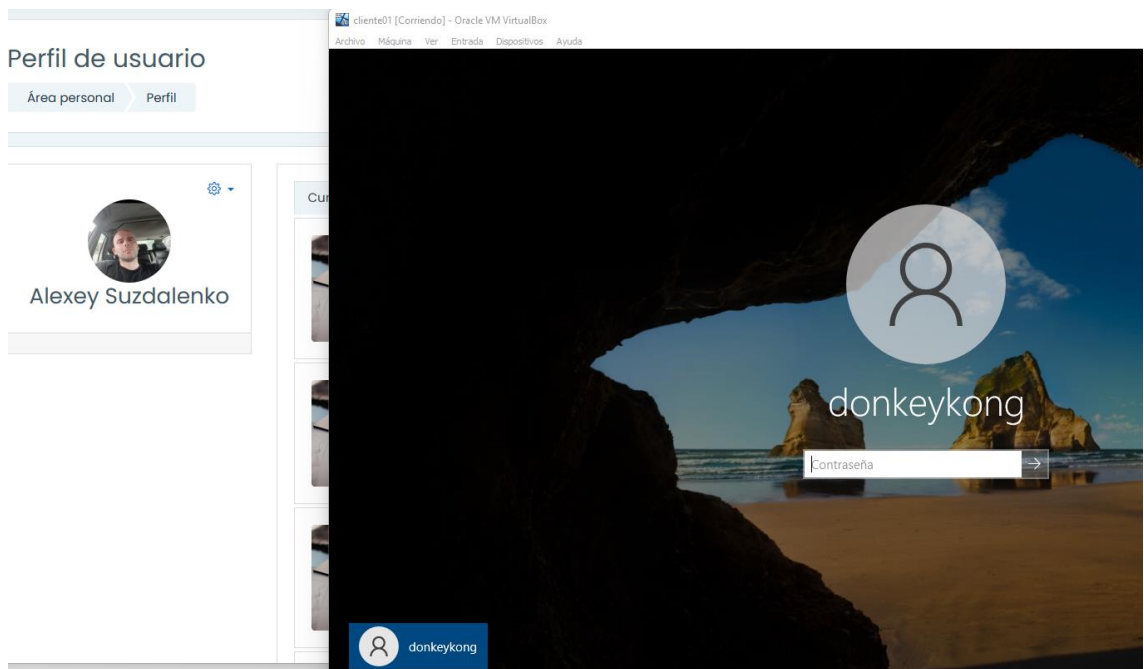 Perfil de usuario
Área personal
Perfil
Alexey Suzdalenko
cliente01 [Corriendo] - Oracle VM VirtualBox
Archivo Máquina Ver Entrada Dispositivos Ayuda
donkeykong
Contraseña
donkeykong